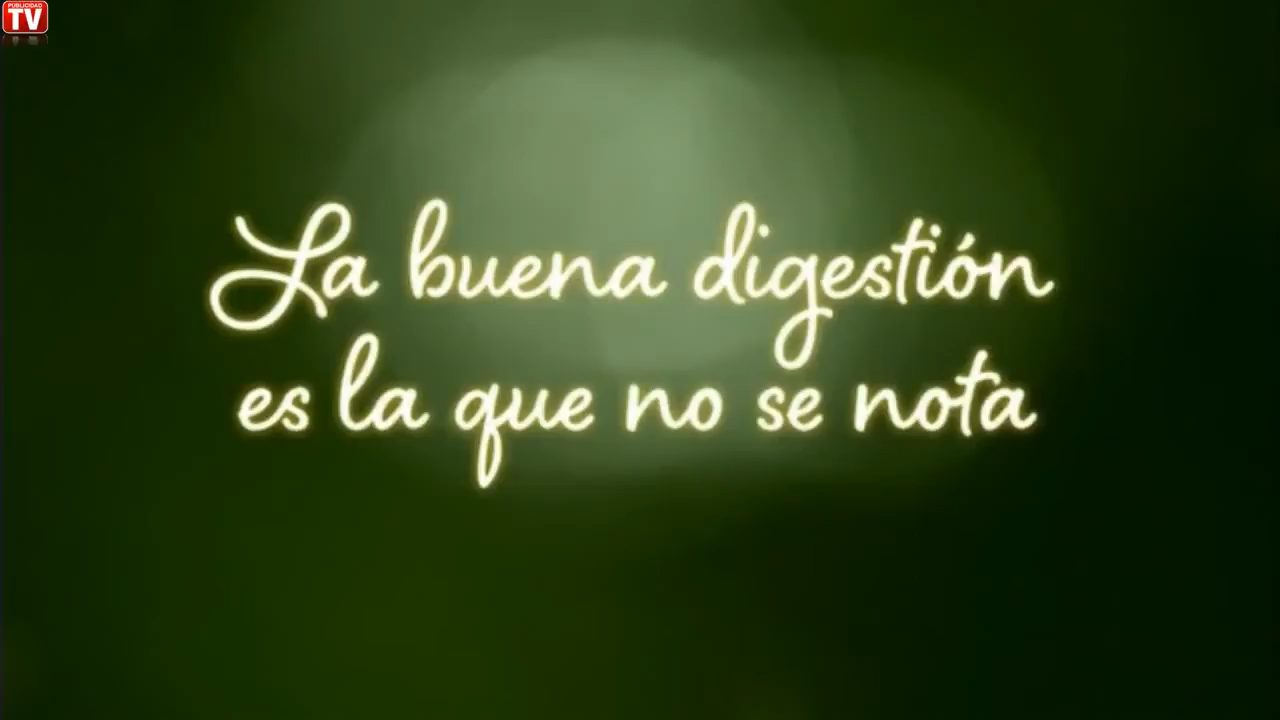 PUBLICIDAD
TV
La buena digestión
es la que no se nota